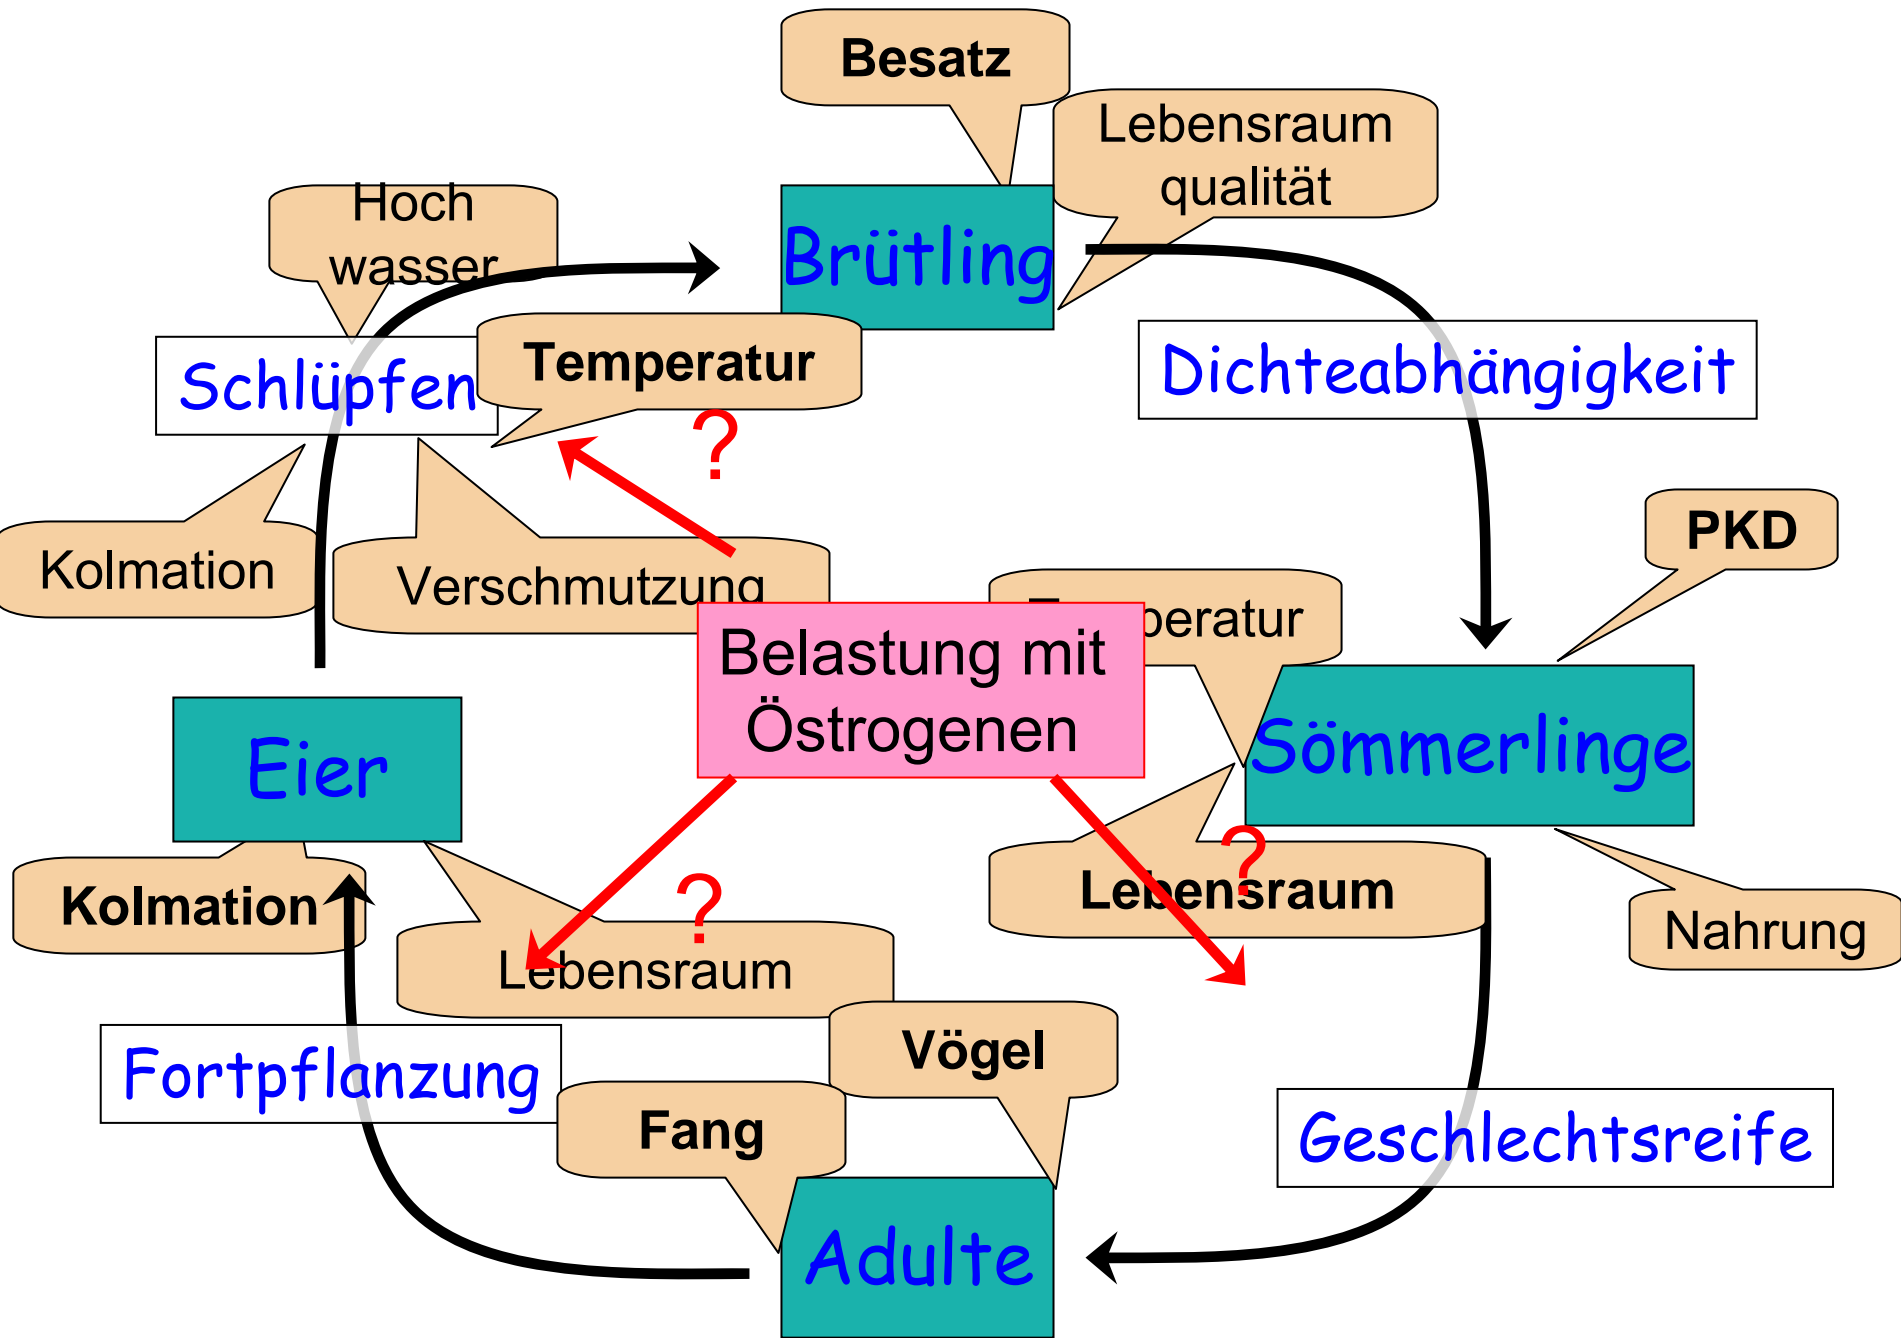 Besatz
Lebensraum
qualität
Hoch
wasser
Brütling
Schlüpfen
Temperatur
Dichteabhängigkeit
?
PKD
Kolmation
Verschmutzung
Belastung mit
Östrogenen
Eier
Sömmerlinge
?
Kolmation
Lebensraum
?
Lebensraum
Nahrung
Vögel
Fortpflanzung
Fang
Geschlechtsreife
Adulte